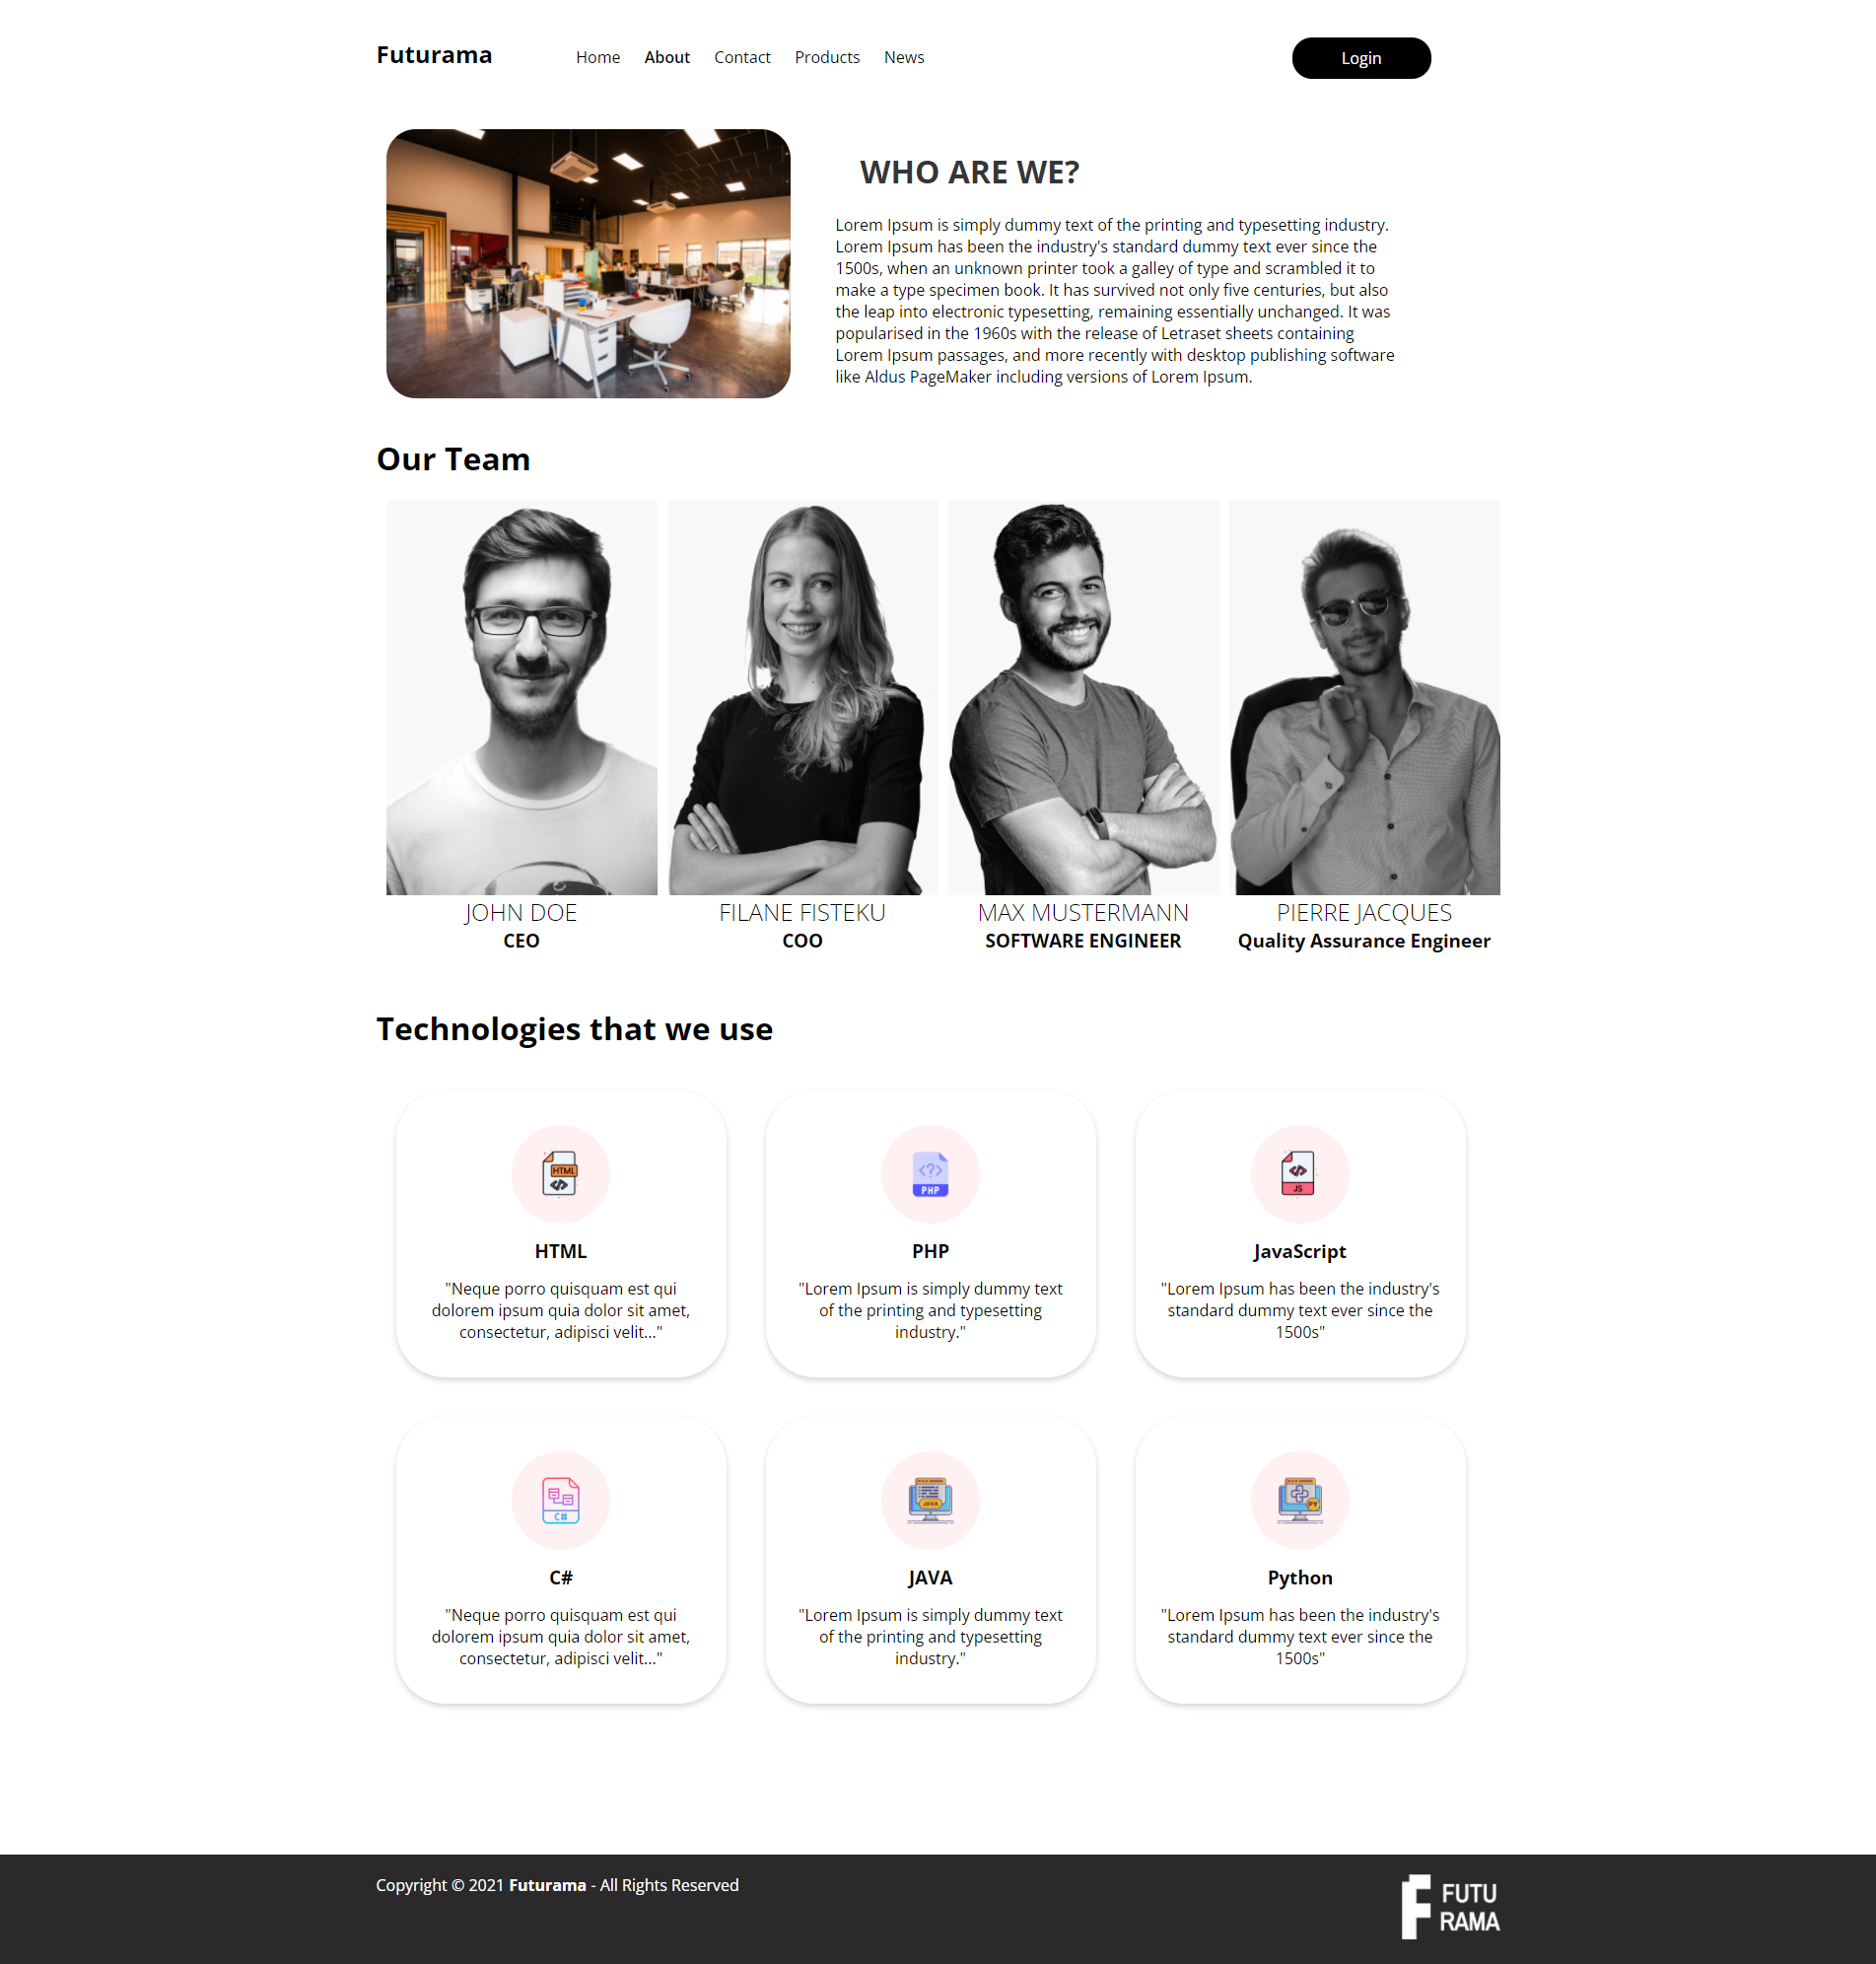 Futurama
Home About Contact Products News
Login
WHO ARE WE?
Lorem Ipsum is simply dummy text of the printing and typesetting industry.
Lorem Ipsum has been the industry's standard dummy text ever since the
1500s, when an unknown printer took a galley of type and scrambled it to
make a type specimen book. It has survived not only five centuries, but also
the leap into electronic typesetting, remaining essentially unchanged. It was
popularised in the 1960s with the release of Letraset sheets containing
Lorem Ipsum passages, and more recently with desktop publishing software
like Aldus PageMaker including versions of Lorem Ipsum.
Our Team
JOHN DOE
CEO
FILANE FISTEKU
COO
MAX MUSTERMANN
SOFTWARE ENGINEER
PIERRE JACQUES
Quality Assurance Engineer
Technologies that we use
HTML
HTML
"Neque porro quisquam est qui
dolorem ipsum quia dolor sit amet,
consectetur, adipisci velit..."
<?>
PHP
PHP
"Lorem Ipsum is simply dummy text
of the printing and typesetting
industry."
JS
JavaScript
"Lorem Ipsum has been the industry's
standard dummy text ever since the
1500s"
C#
C#
"Neque porro quisquam est qui
dolorem ipsum quia dolor sit amet,
consectetur, adipisci velit..."
JAVA
JAVA
"Lorem Ipsum is simply dummy text
of the printing and typesetting
industry."
PY
Python
"Lorem Ipsum has been the industry's
standard dummy text ever since the
1500s"
Copyright © 2021 Futurama - All Rights Reserved
F FUTU
RAMA